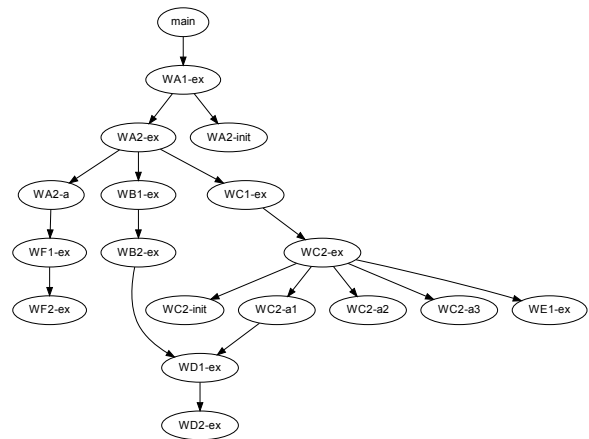 main
WA1-ex
WA2-ex
WA2-init
WA2-a
WB1-ex
WC1-ex
WF1-ex
WB2-ex
WC2-ex
WF2-ex
WC2-init
WC2-a1
WC2-a2
WC2-a3
WE1-ex
WD1-ex
WD2-ex